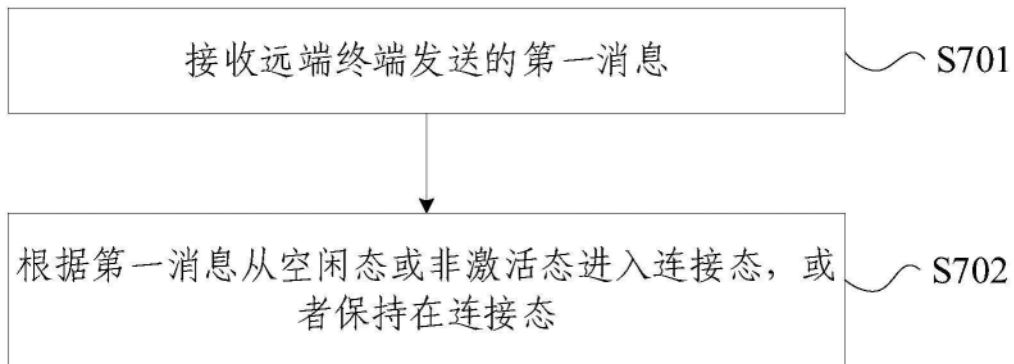 接收远端终端发送的第一消息
S701
根据第一消息从空闲态或非激活态进入连接态，或
者保持在连接态
S702